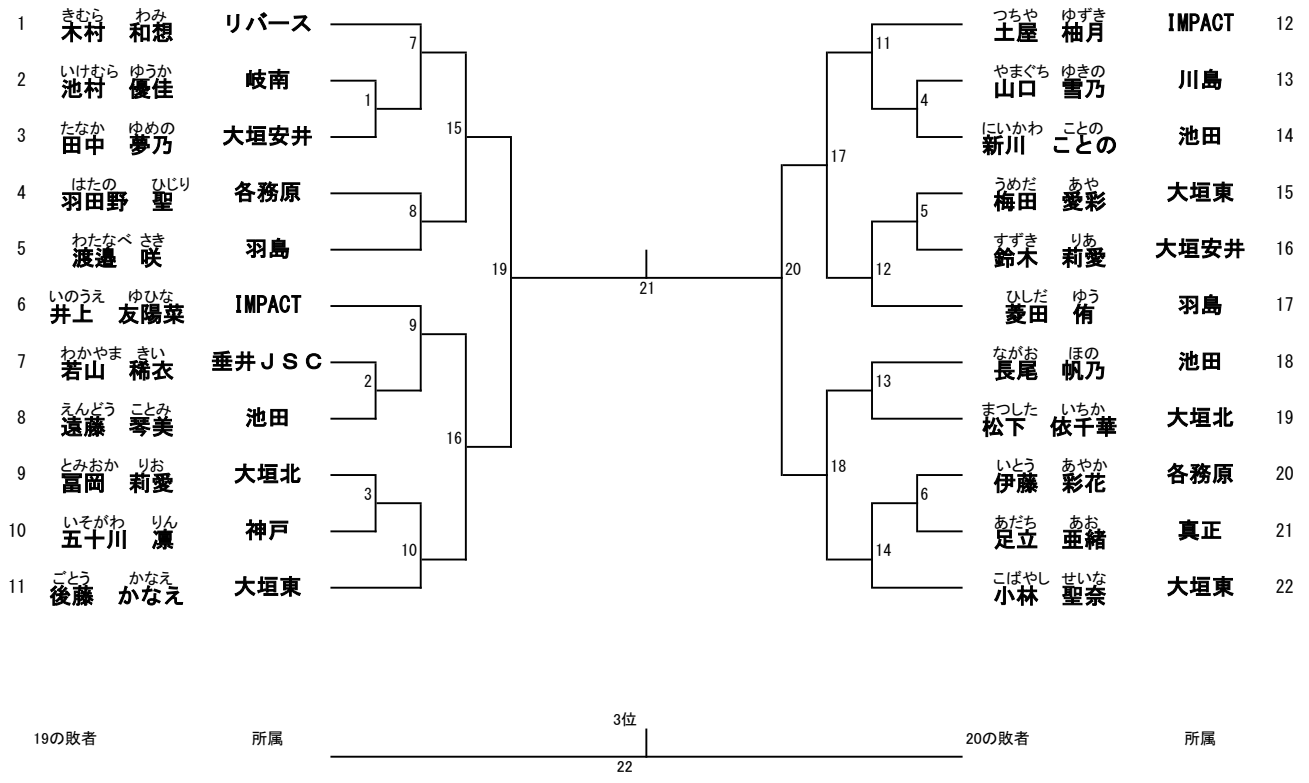 きむら わみ
1 木村 和想 リバース
いけむら ゆうか
2 池村 優佳 岐南
たなか ゆめの
3 田中 夢乃 大垣安井
はたの ひじり
4 羽田野 聖 各務原
わたなべ さき
5 渡邉 咲 羽島
いのうえ ゆひな
6 井上 友陽菜 IMPACT
わかやま きい
7 若山 稀衣 垂井JSC
えんどう ことみ
8 遠藤 琴美 池田
とみおか りお
9 冨岡 莉愛 大垣北
いそがわ りん
10 五十川 凜 神戸
ごとう かなえ
11 後藤 かなえ 大垣東
7
1
15
8
19
9
2
16
3
10
21
11
4
17
5
12
20
13
18
6
14
つちや ゆずき
土屋 柚月 IMPACT 12
やまぐち ゆきの
山口 雪乃 川島 13
にいかわ ことの
新川 ことの 池田 14
うめだ あや
梅田 愛彩 大垣東 15
すずき りあ
鈴木 莉愛 大垣安井 16
ひしだ ゆう
菱田 侑 羽島 17
ながお ほの
長尾 帆乃 池田 18
まつした いちか
松下 依千華 大垣北 19
いとう あやか
伊藤 彩花 各務原 20
あだち あお
足立 亜緒 真正 21
こばやし せいな
小林 聖奈 大垣東 22
3位
19の敗者 所属 20の敗者 所属
22